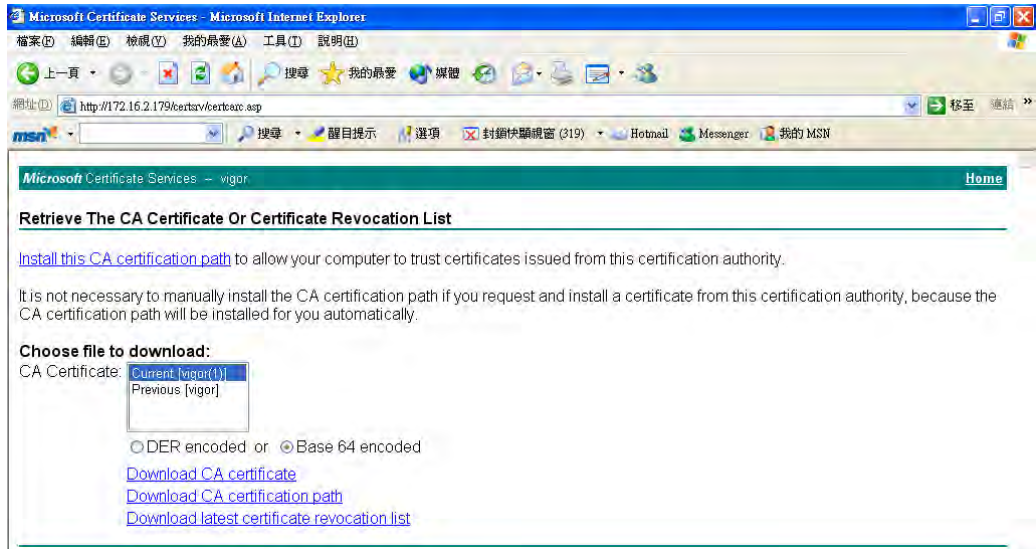 Microsoft Certificate Services - Microsoft Internet Explorer
檔案(F) 編輯(E) 檢視(V) 我的最愛(A) 工具(T) 說明(H)
上一頁 搜尋 我的最愛 媒體
網址(D) http://172.16.2.179/certsrv/certcarc.asp 移至 連結 »
msn 搜尋 醒目提示 選項 封鎖快顯視窗 (319) Hotmail Messenger 我的 MSN
Microsoft Certificate Services -- vigor Home
Retrieve The CA Certificate Or Certificate Revocation List
Install this CA certification path to allow your computer to trust certificates issued from this certification authority.
It is not necessary to manually install the CA certification path if you request and install a certificate from this certification authority, because the
CA certification path will be installed for you automatically.
Choose file to download:
CA Certificate: Current [vigor(1)]
Previous [vigor]
DER encoded or Base 64 encoded
Download CA certificate
Download CA certification path
Download latest certificate revocation list